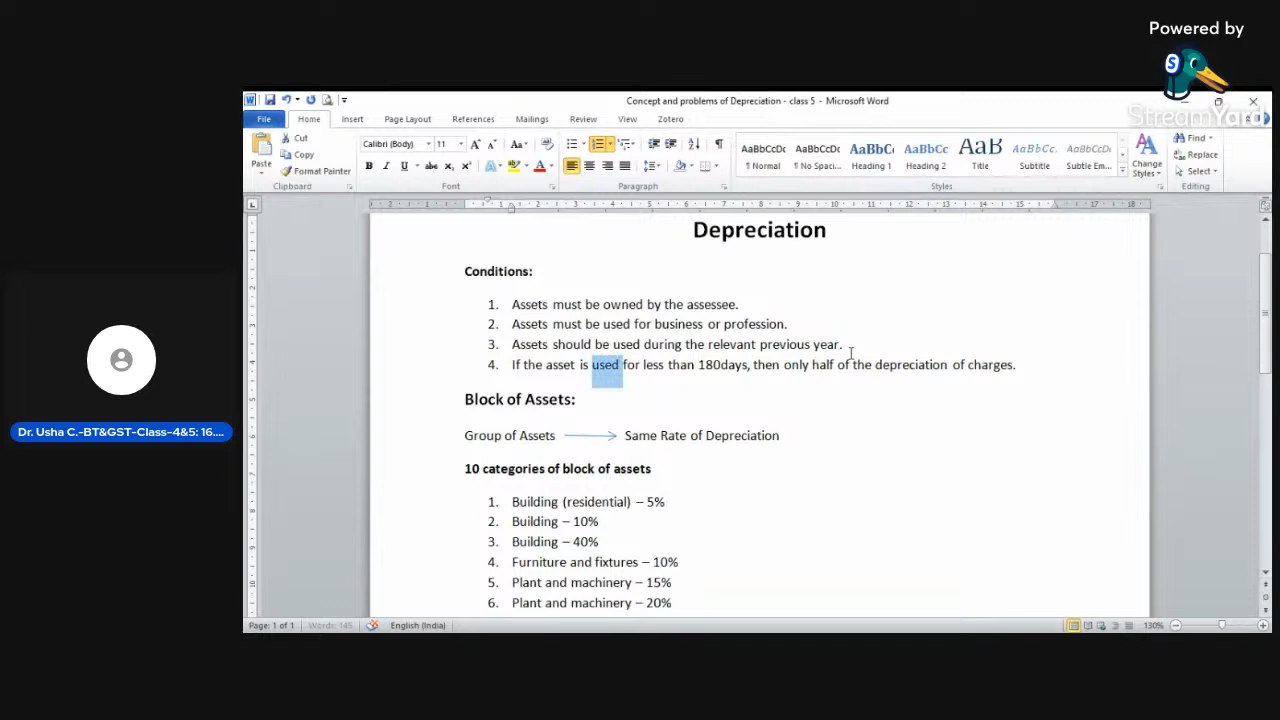 Powered by
StreamYard
Concept and problems of Depreciation - class 5 - Microsoft Word
File Home Insert Page Layout References Mailings Review View Zotero
Paste Cut Copy Format Painter
Calibri (Body) 11
AaBbCcDc AaBbCcDc AaBbCc AaBbCc AaB AaBbCc. AaBbCcDc
¶ Normal ¶ No Spaci... Heading 1 Heading 2 Title Subtitle Subtle Em...
Change Styles
Find Replace Select
Clipboard Font Paragraph Styles Editing
Depreciation
Conditions:
1. Assets must be owned by the assessee.
2. Assets must be used for business or profession.
3. Assets should be used during the relevant previous year.
4. If the asset is used for less than 180days, then only half of the depreciation of charges.
Block of Assets:
Group of Assets Same Rate of Depreciation
10 categories of block of assets
1. Building (residential) – 5%
2. Building – 10%
3. Building – 40%
4. Furniture and fixtures – 10%
5. Plant and machinery – 15%
6. Plant and machinery – 20%
Dr. Usha C.-BT&GST-Class-4&5: 16....
Page: 1 of 1 Words: 145 English (India) 130%